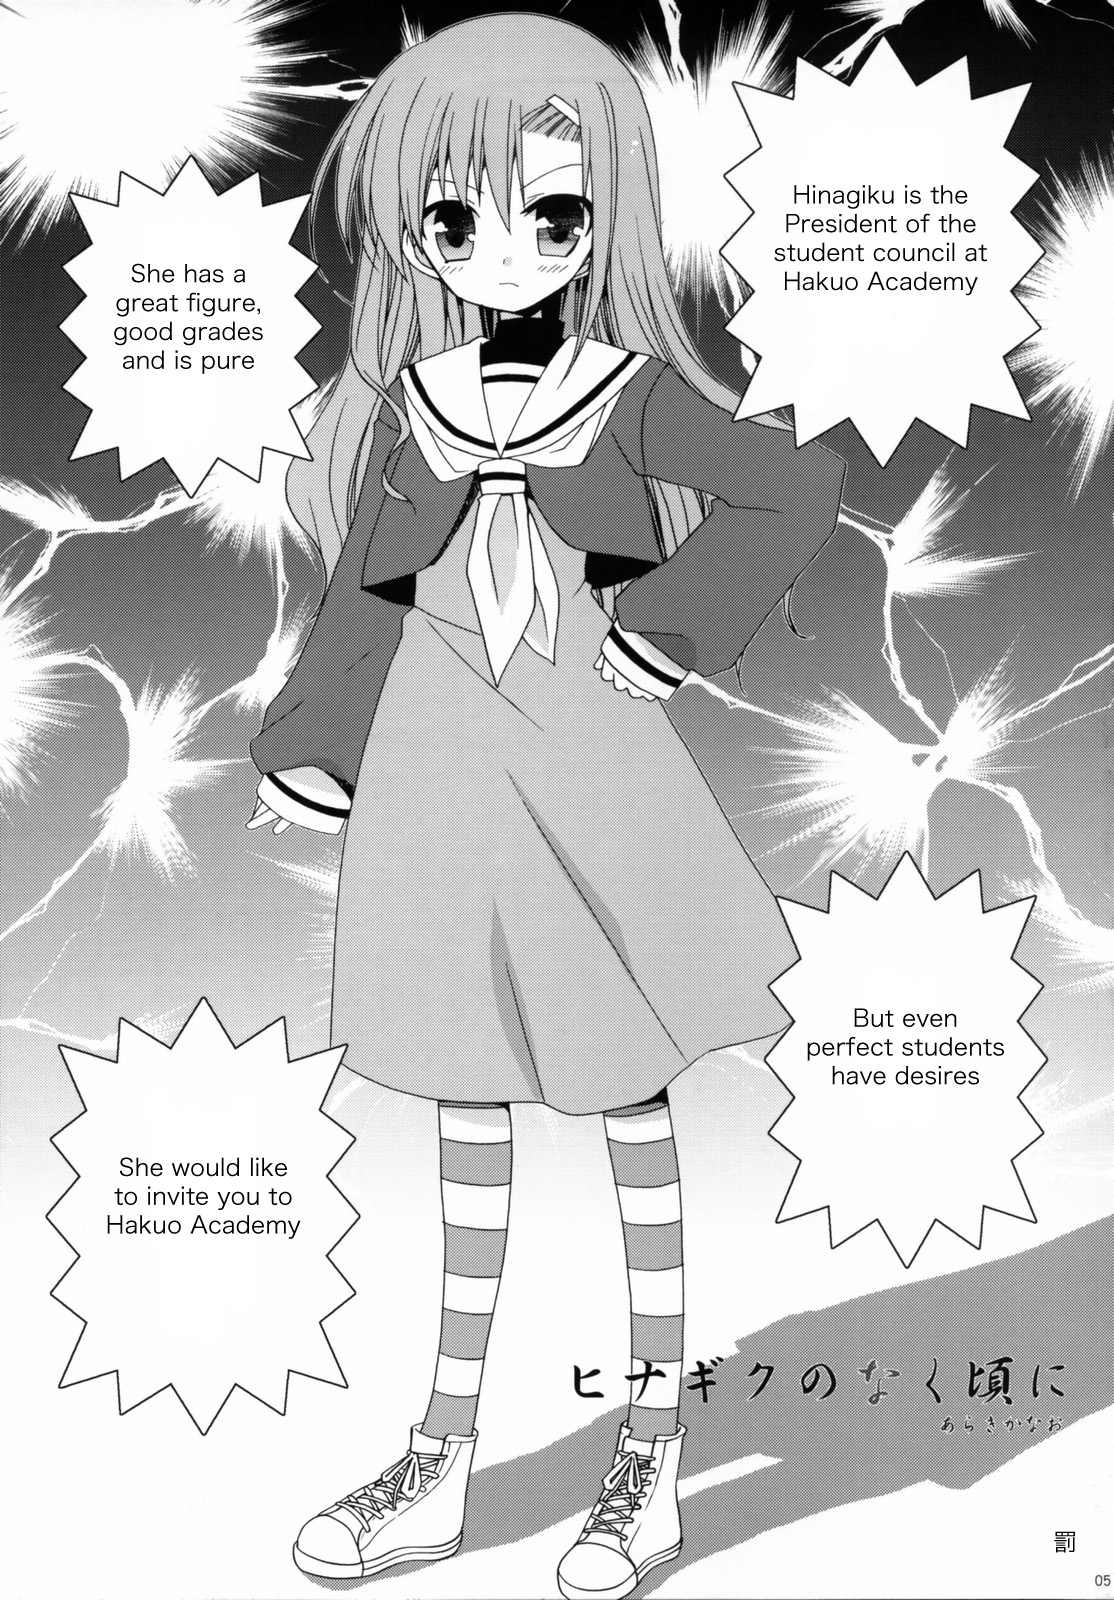 Hinagiku is the
President of the
student council at
Hakuo Academy
She has a
great figure,
good grades
and is pure
But even
perfect students
have desires
She would like
to invite you to
Hakuo Academy
ヒナギクのなく頃に
あらきかなお
罰
05